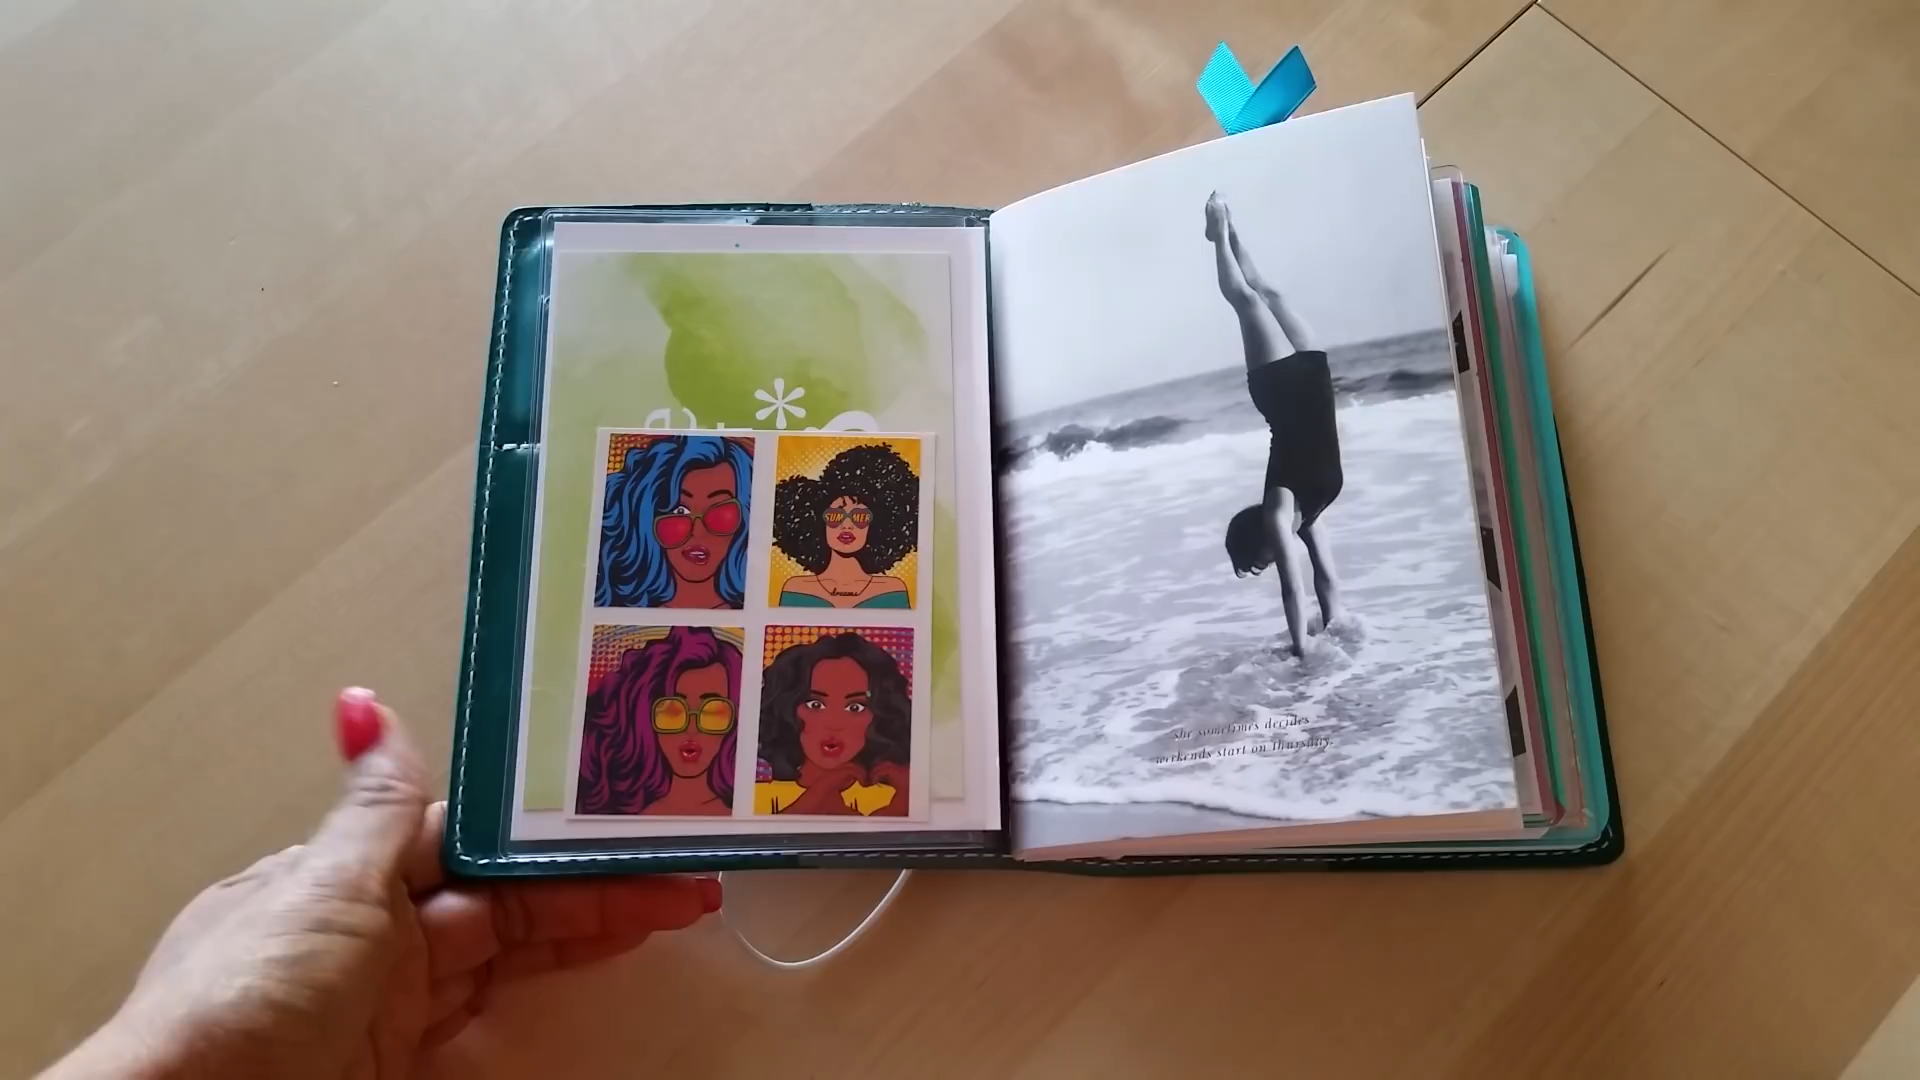 SUMMER
dreams
she sometimes decides
weekends start on Thursday.